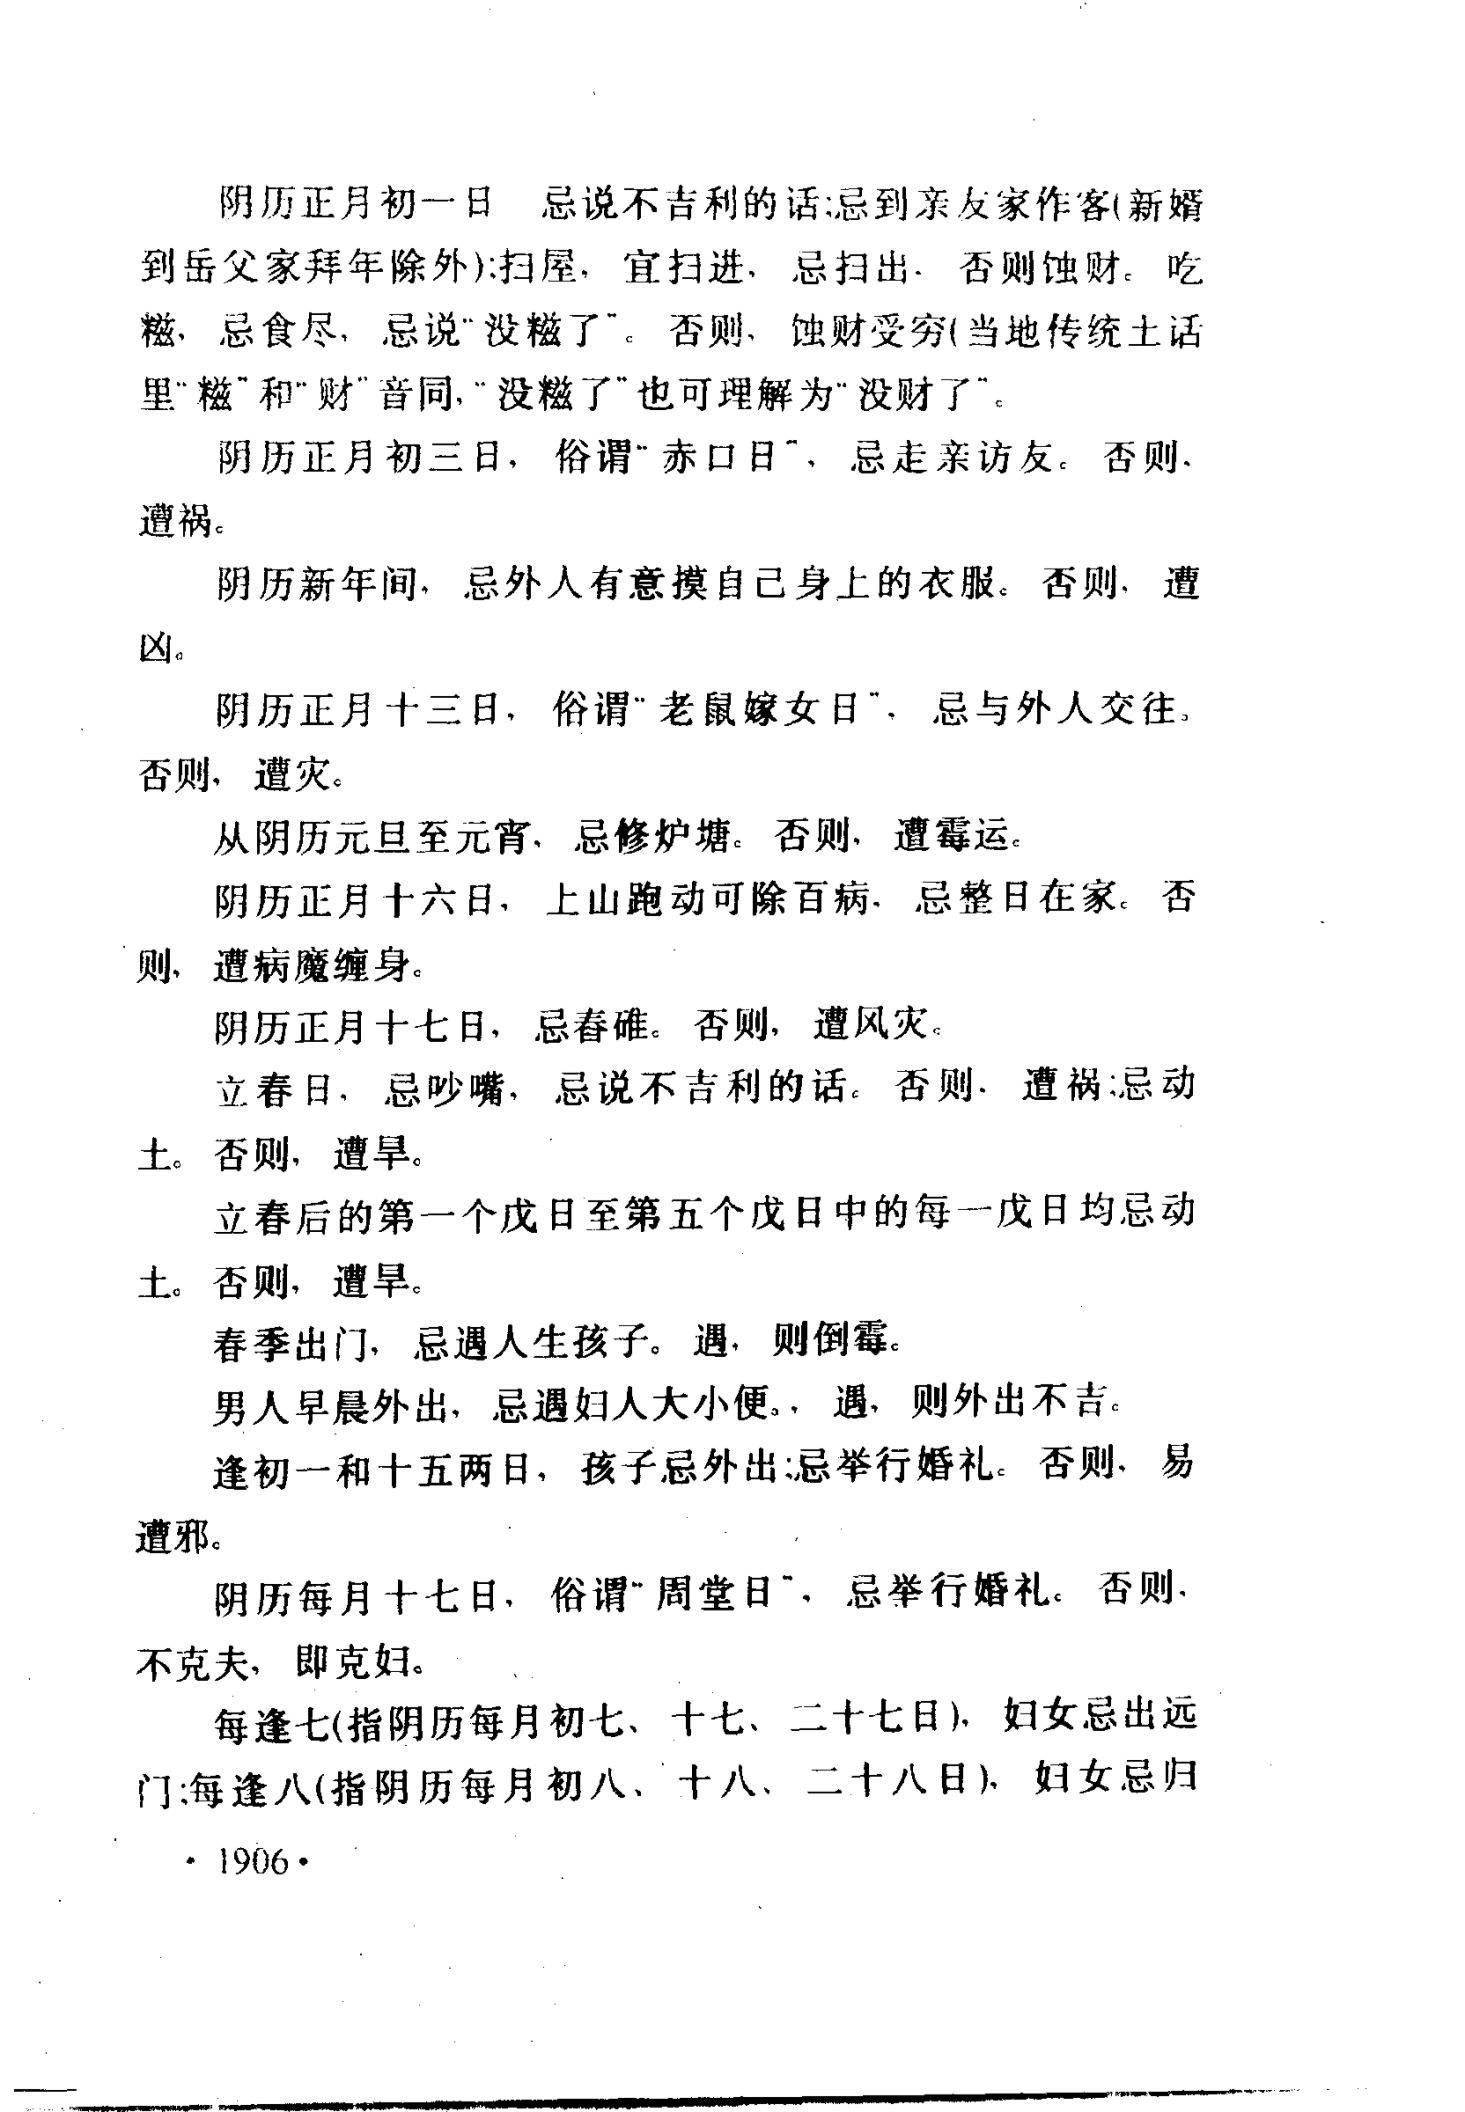 阴历正月初一日　忌说不吉利的话;忌到亲友家作客(新婿
到岳父家拜年除外);扫屋，宜扫进，忌扫出，否则蚀财。吃
糍，忌食尽，忌说“没糍了”。否则，蚀财受穷(当地传统土话
里“糍”和“财”音同，“没糍了”也可理解为“没财了”。
阴历正月初三日，俗谓“赤口日”，忌走亲访友。否则，
遭祸。
阴历新年间，忌外人有意摸自己身上的衣服。否则，遭
凶。
阴历正月十三日，俗谓“老鼠嫁女日”，忌与外人交往。
否则，遭灾。
从阴历元旦至元宵，忌修炉塘。否则，遭霉运。
阴历正月十六日，上山跑动可除百病，忌整日在家。否
则，遭病魔缠身。
阴历正月十七日，忌舂碓。否则，遭风灾。
立春日，忌吵嘴，忌说不吉利的话。否则，遭祸;忌动
土。否则，遭旱。
立春后的第一个戊日至第五个戊日中的每一戊日均忌动
土。否则，遭旱。
春季出门，忌遇人生孩子。遇，则倒霉。
男人早晨外出，忌遇妇人大小便。，遇，则外出不吉。
逢初一和十五两日，孩子忌外出;忌举行婚礼。否则，易
遭邪。
阴历每月十七日，俗谓“周堂日”，忌举行婚礼。否则，
不克夫，即克妇。
每逢七(指阴历每月初七、十七、二十七日)，妇女忌出远
门;每逢八(指阴历每月初八、十八、二十八日)，妇女忌归
·1906·